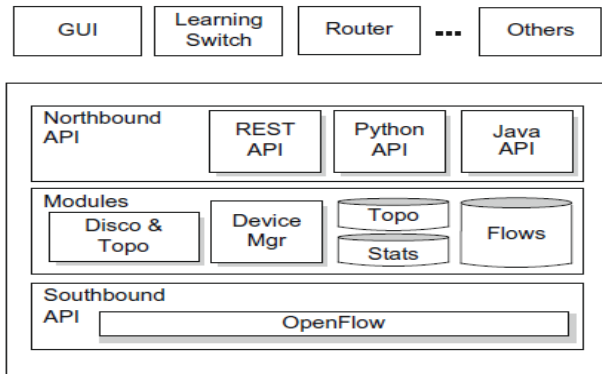 GUI
Learning
Switch
Router
...
Others
Northbound
API
REST
API
Python
API
Java
API
Modules
Disco &
Topo
Device
Mgr
Topo
Stats
Flows
Southbound
API
OpenFlow